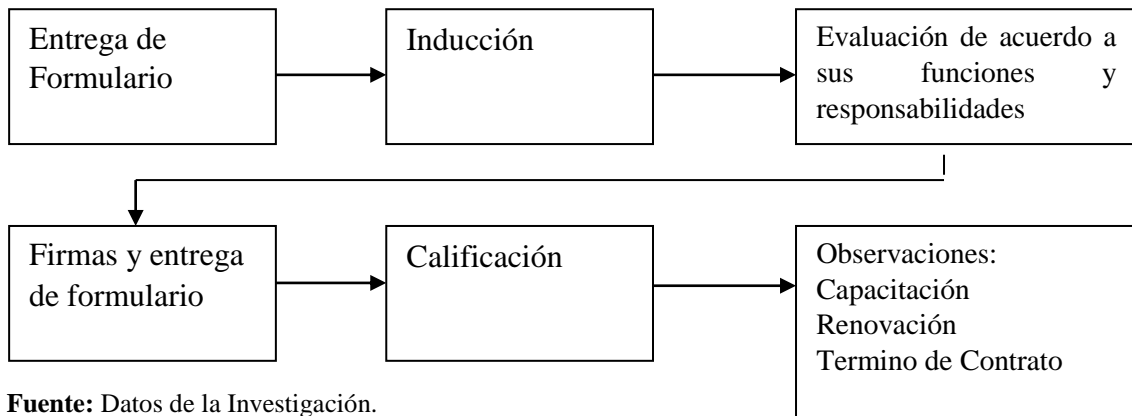 Entrega de
Formulario
Inducción
Evaluación de acuerdo a
sus funciones y
responsabilidades
Firmas y entrega
de formulario
Calificación
Observaciones:
Capacitación
Renovación
Termino de Contrato
Fuente: Datos de la Investigación.